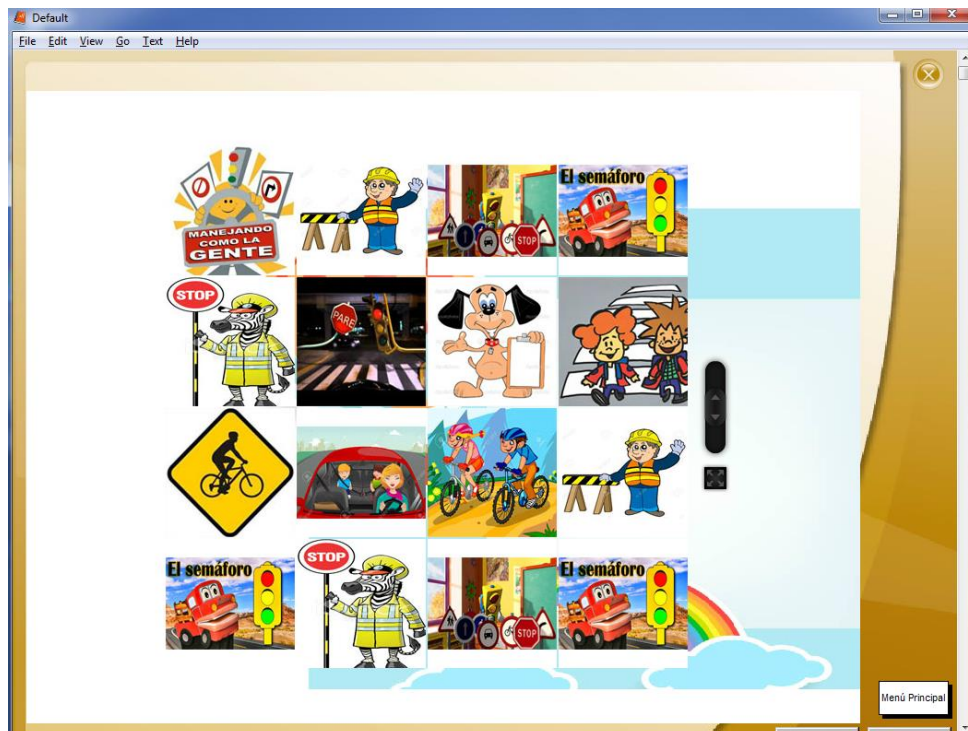 Default
File Edit View Go Text Help
MANEJANDO
COMO LA
GENTE
STOP
El semáforo
STOP
PARE
El semáforo
STOP
STOP
El semáforo
Menú Principal